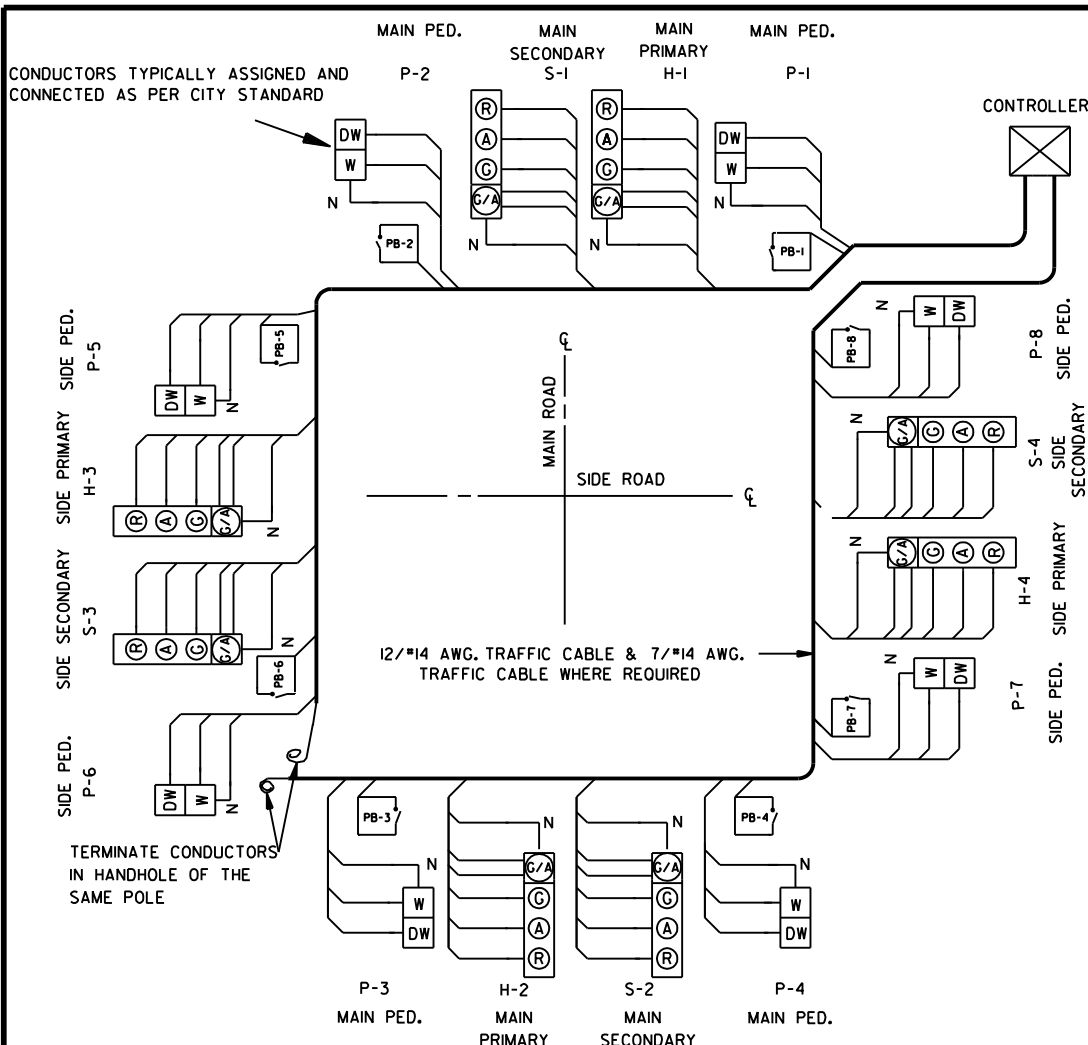 MAIN PED.
P-2
MAIN
SECONDARY
S-1
MAIN
PRIMARY
H-1
MAIN PED.
P-1
CONDUCTORS TYPICALLY ASSIGNED AND
CONNECTED AS PER CITY STANDARD
CONTROLLER
DW
W
N
PB-2
R
A
G
G/A
N
R
A
G
G/A
N
DW
W
N
PB-1
SIDE PED.
P-5
DW
W
N
PB-5
SIDE PRIMARY
H-3
R
A
G
G/A
N
SIDE SECONDARY
S-3
R
A
G
G/A
N
PB-6
SIDE PED.
P-6
DW
W
N
TERMINATE CONDUCTORS
IN HANDHOLE OF THE
SAME POLE
℄
MAIN ROAD
SIDE ROAD
℄
12/#14 AWG. TRAFFIC CABLE & 7/#14 AWG.
TRAFFIC CABLE WHERE REQUIRED
PB-8
N
W
DW
P-8
SIDE PED.
N
G/A
G
A
R
S-4
SIDE
SECONDARY
N
G/A
G
A
R
H-4
SIDE PRIMARY
PB-7
N
W
DW
P-7
SIDE PED.
PB-3
N
W
DW
P-3
MAIN PED.
N
G/A
G
A
R
H-2
MAIN
PRIMARY
N
G/A
G
A
R
S-2
MAIN
SECONDARY
PB-4
N
W
DW
P-4
MAIN PED.